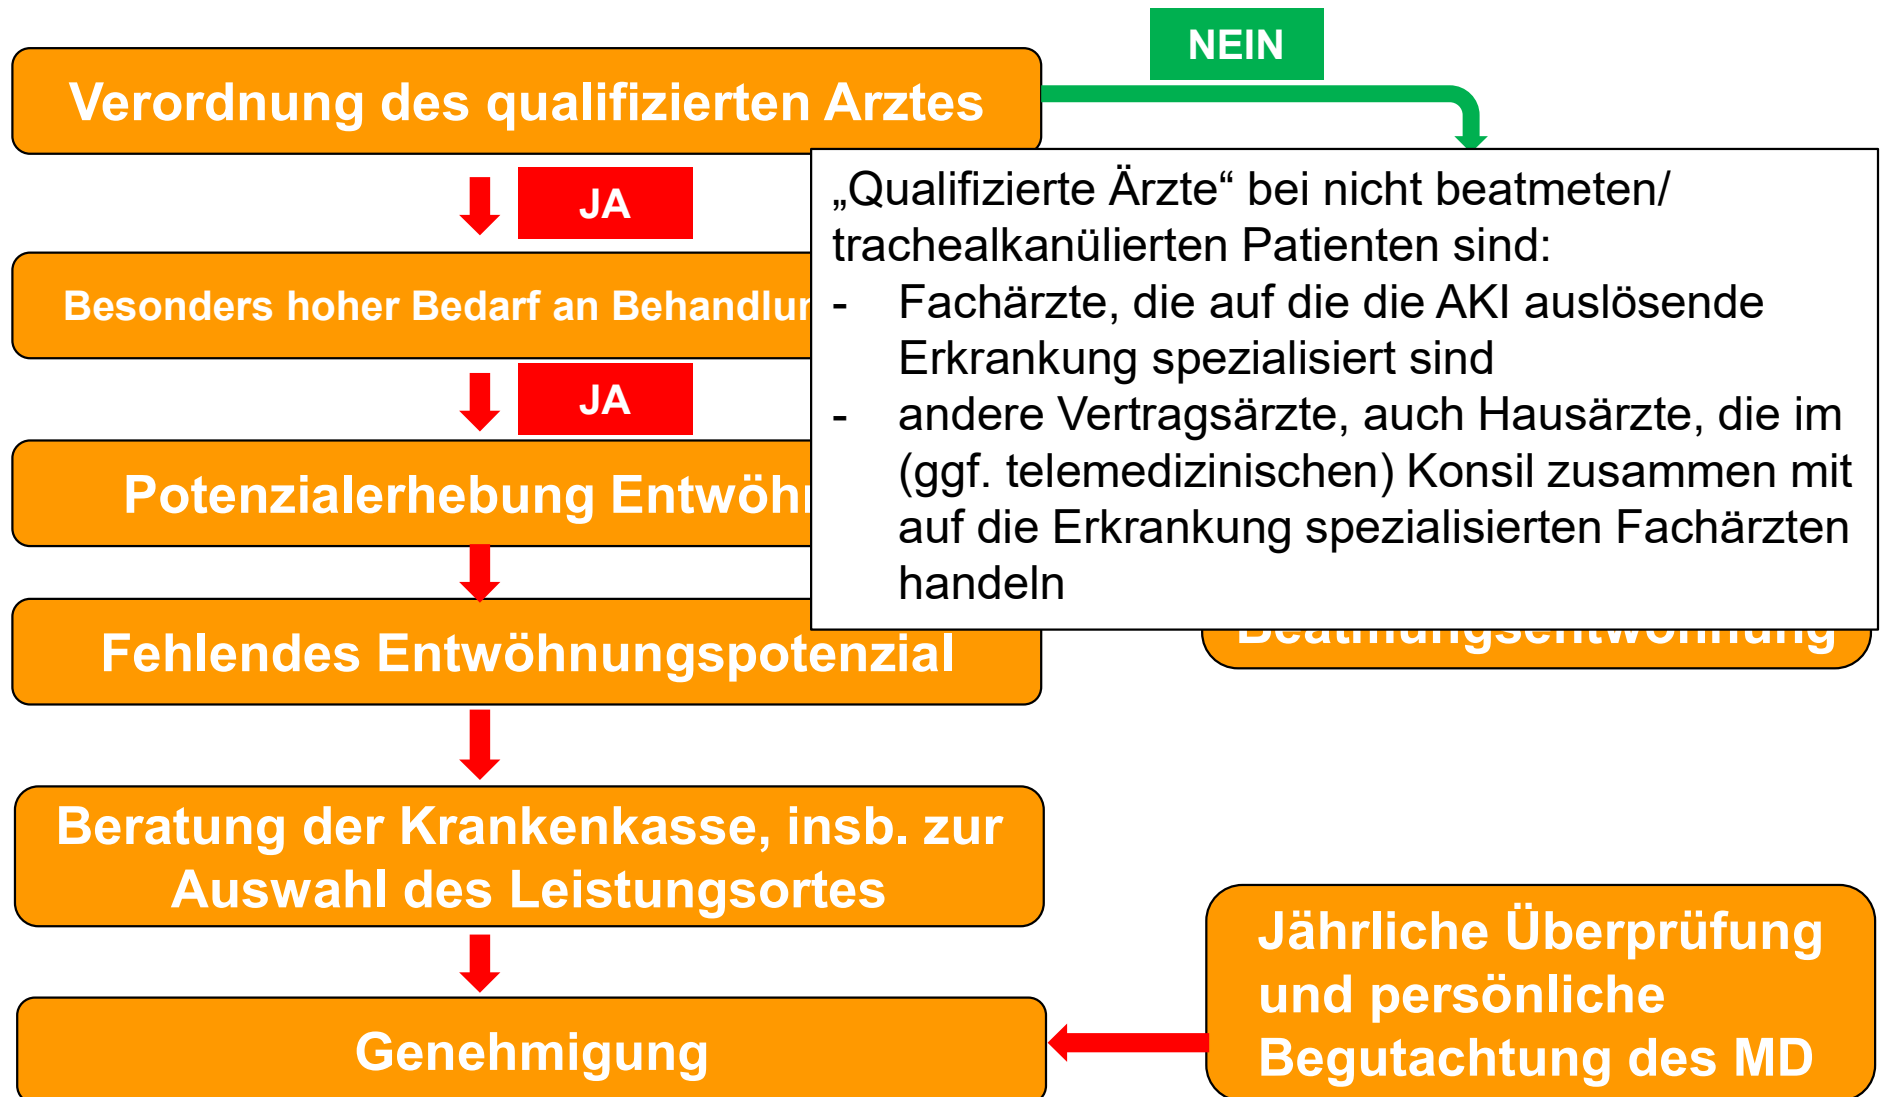 NEIN
Verordnung des qualifizierten Arztes
JA
„Qualifizierte Ärzte“ bei nicht beatmeten/
trachealkanülierten Patienten sind:
- Fachärzte, die auf die die AKI auslösende
Erkrankung spezialisiert sind
- andere Vertragsärzte, auch Hausärzte, die im
(ggf. telemedizinischen) Konsil zusammen mit
auf die Erkrankung spezialisierten Fachärzten
handeln
Besonders hoher Bedarf an
JA
Potenzialerhebung
Fehlendes Entwöhnungspotenzial
Beatmungsentwöhnung
Beratung der Krankenkasse, insb. zur
Auswahl des Leistungsortes
Jährliche Überprüfung
und persönliche
Begutachtung des MD
Genehmigung